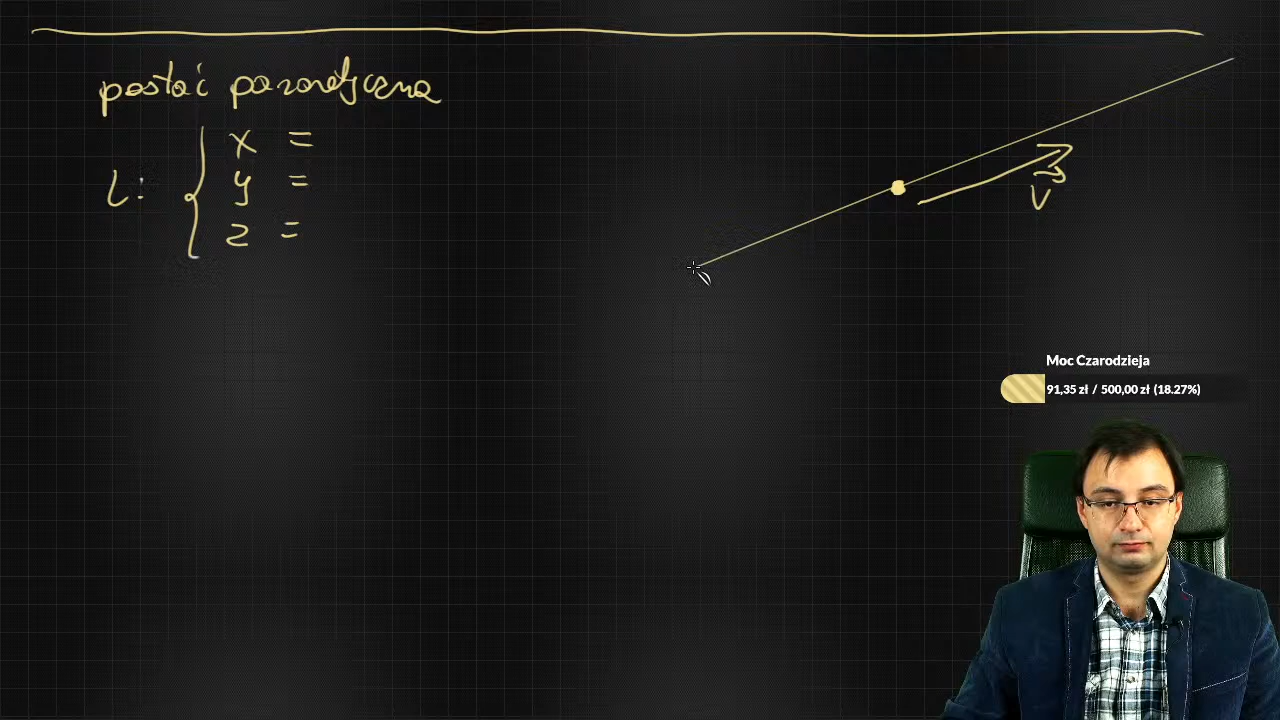 postać parametryczna
l: { x =
y =
z =
v
Moc Czarodzieja
91,35 zł / 500,00 zł (18.27%)